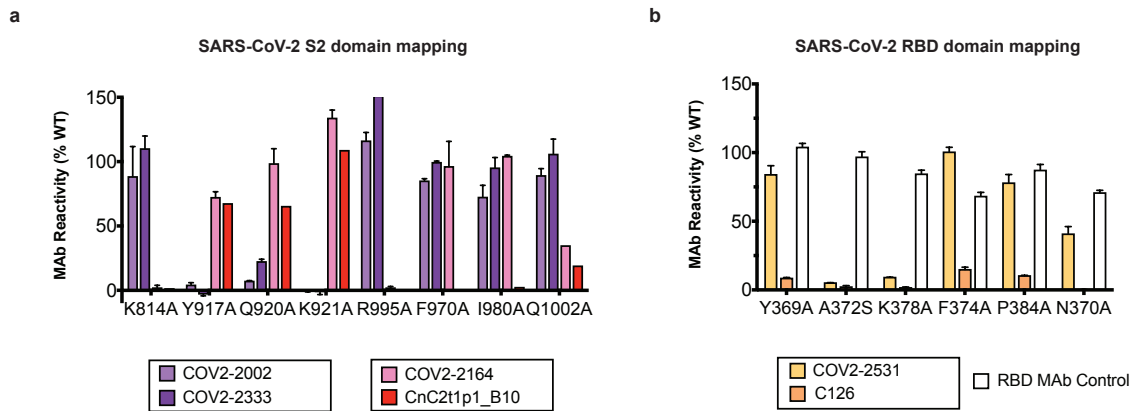 a
SARS-CoV-2 S2 domain mapping
MAb Reactivity (% WT)
150
100
50
0
K814A Y917A Q920A K921A R995A F970A I980A Q1002A
COV2-2002
COV2-2333
COV2-2164
CnC2t1p1_B10
b
SARS-CoV-2 RBD domain mapping
MAb Reactivity (% WT)
150
100
50
0
Y369A A372S K378A F374A P384A N370A
COV2-2531
C126
RBD MAb Control